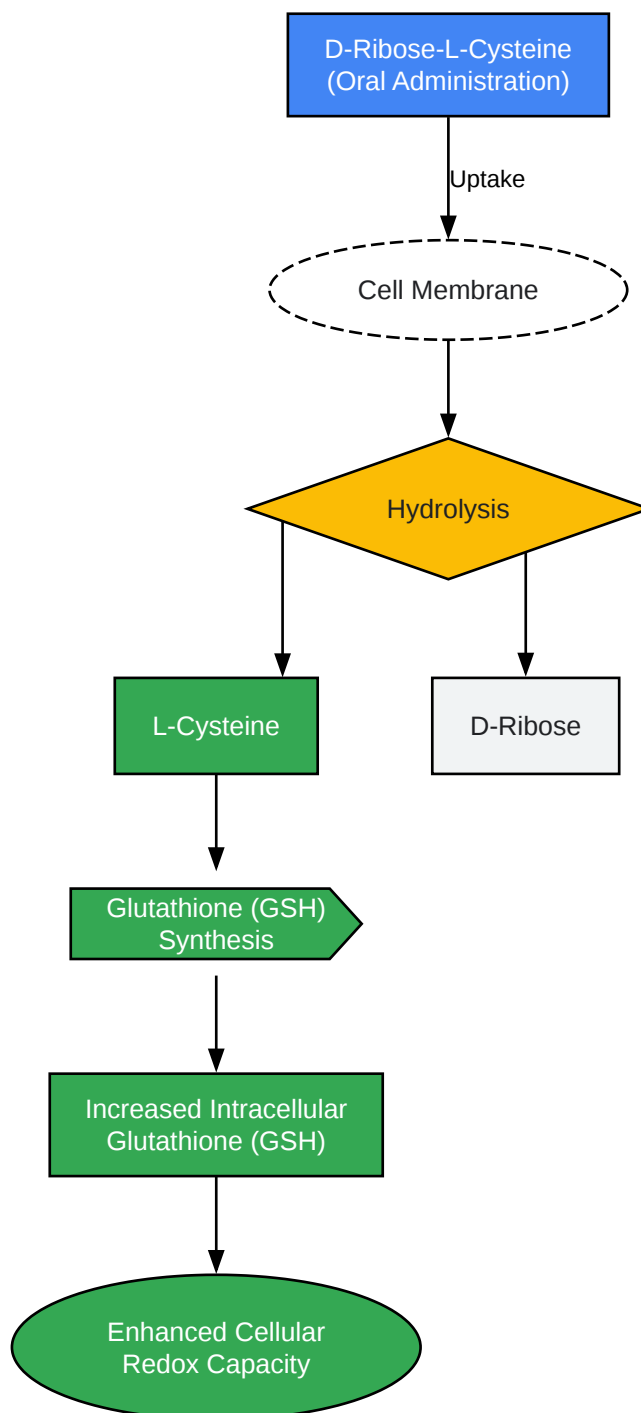 D-Ribose-L-Cysteine
(Oral Administration)
Uptake
Cell Membrane
Hydrolysis
L-Cysteine
D-Ribose
Glutathione (GSH)
Synthesis
Increased Intracellular
Glutathione (GSH)
Enhanced Cellular
Redox Capacity